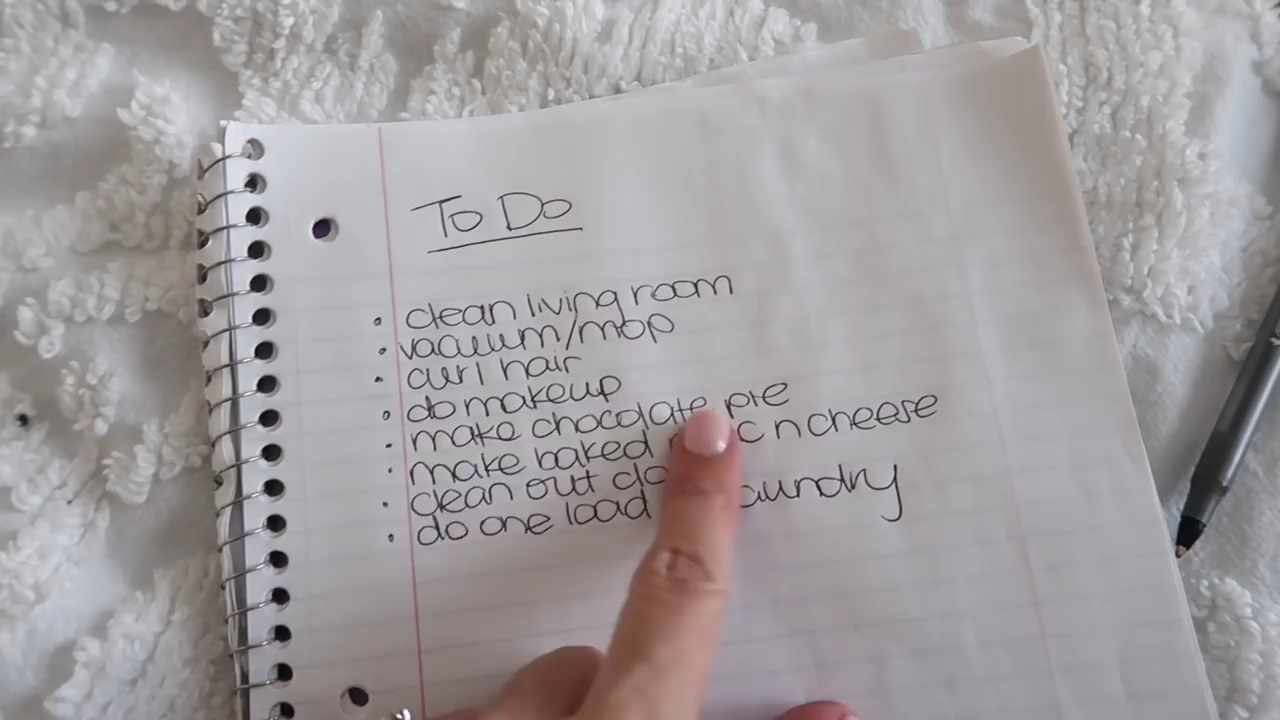 To Do
• clean living room
• vacuum/mop
• curl hair
• do makeup
• make chocolate pie
• make baked c n cheese
• clean out
• do one load laundry